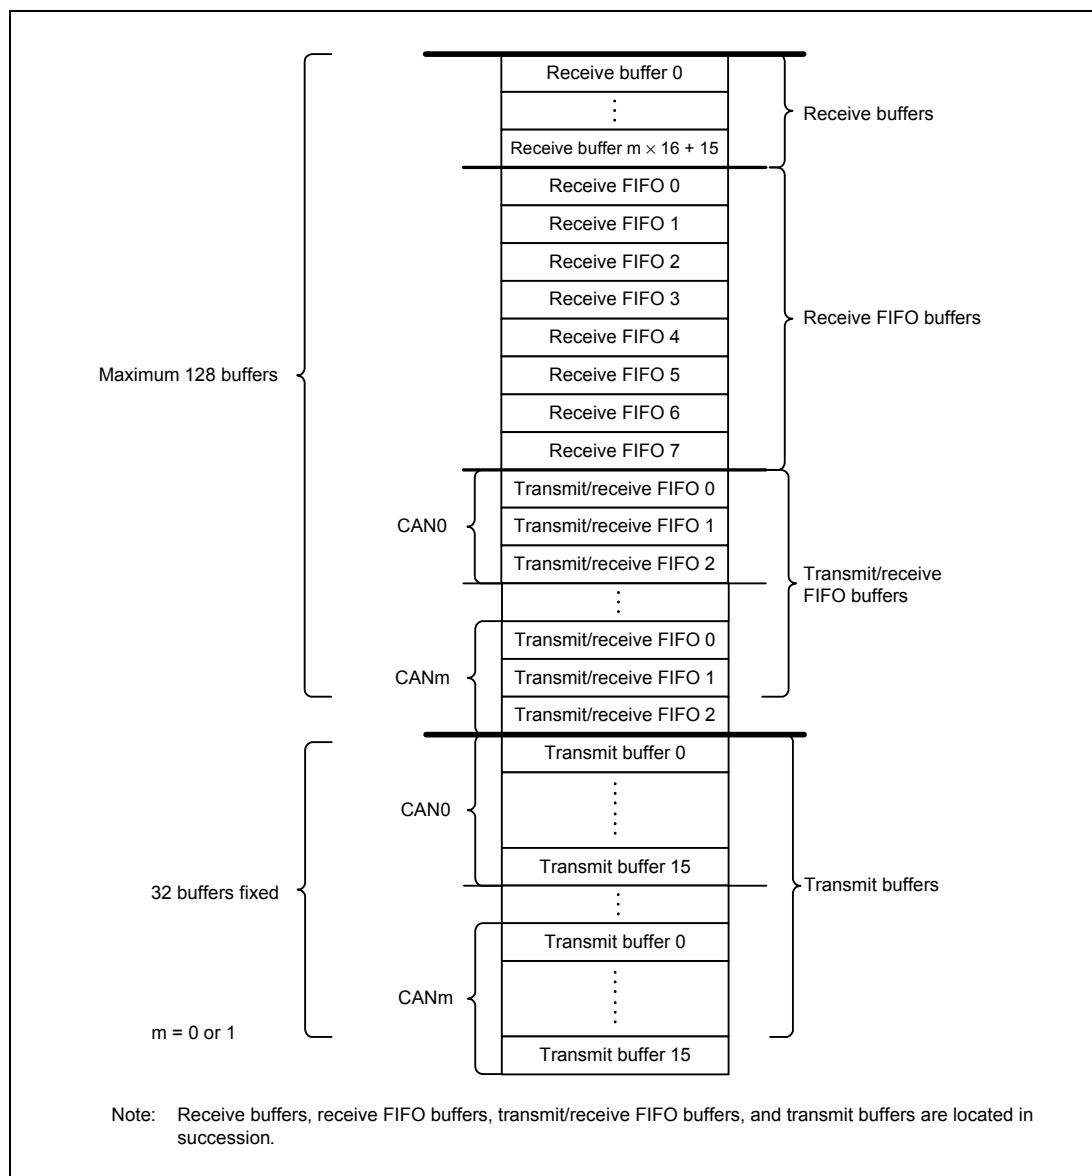 Receive buffer 0
⋮
Receive buffer m × 16 + 15
Receive buffers
Receive FIFO 0
Receive FIFO 1
Receive FIFO 2
Receive FIFO 3
Receive FIFO 4
Receive FIFO 5
Receive FIFO 6
Receive FIFO 7
Receive FIFO buffers
Maximum 128 buffers
CAN0
Transmit/receive FIFO 0
Transmit/receive FIFO 1
Transmit/receive FIFO 2
⋮
CANm
Transmit/receive FIFO 0
Transmit/receive FIFO 1
Transmit/receive FIFO 2
Transmit/receive
FIFO buffers
CAN0
Transmit buffer 0
⋮
Transmit buffer 15
⋮
CANm
Transmit buffer 0
⋮
Transmit buffer 15
Transmit buffers
32 buffers fixed
m = 0 or 1
Note: Receive buffers, receive FIFO buffers, transmit/receive FIFO buffers, and transmit buffers are located in
succession.